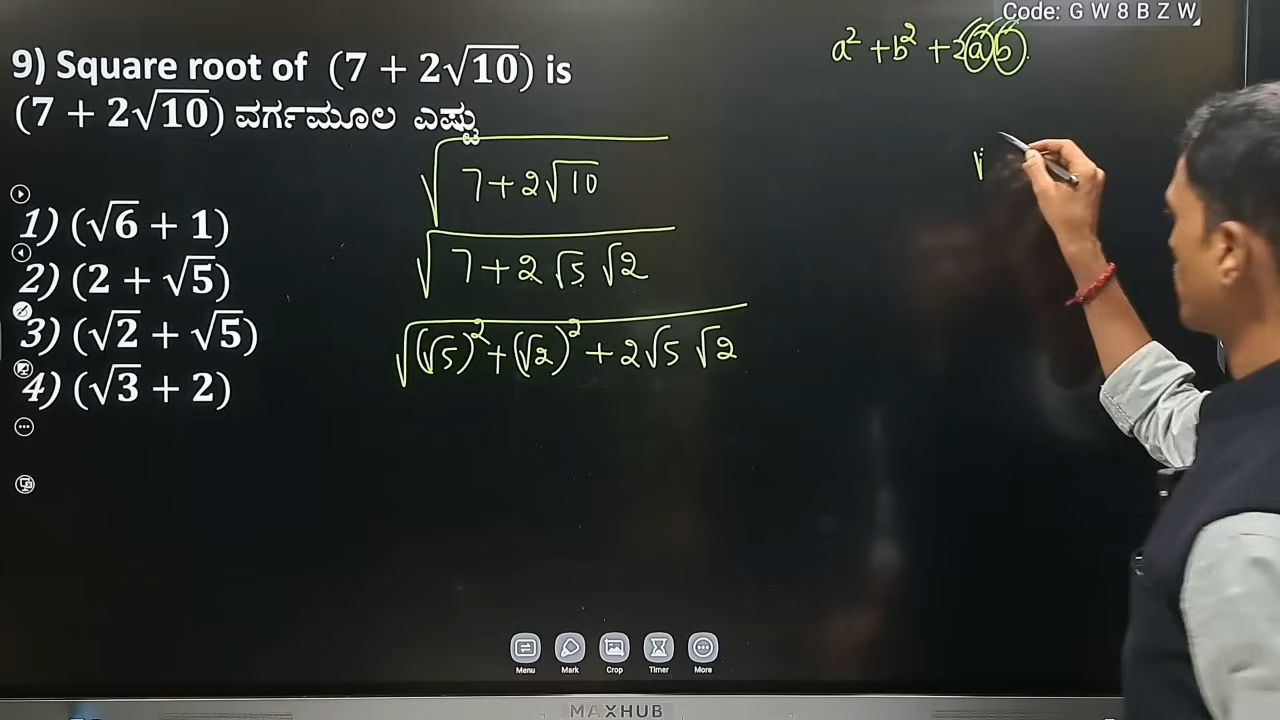 Code: G W 8 B Z W
9) Square root of (7 + 2√10) is
(7 + 2√10) ವರ್ಗಮೂಲ ಎಷ್ಟು
1) (√6 + 1)
2) (2 + √5)
3) (√2 + √5)
4) (√3 + 2)
a² + b² + 2ab
√7+2√10
√7+2√5 √2
√(√5)²+(√2)²+2√5 √2
Menu Mark Crop Timer More
MAXHUB